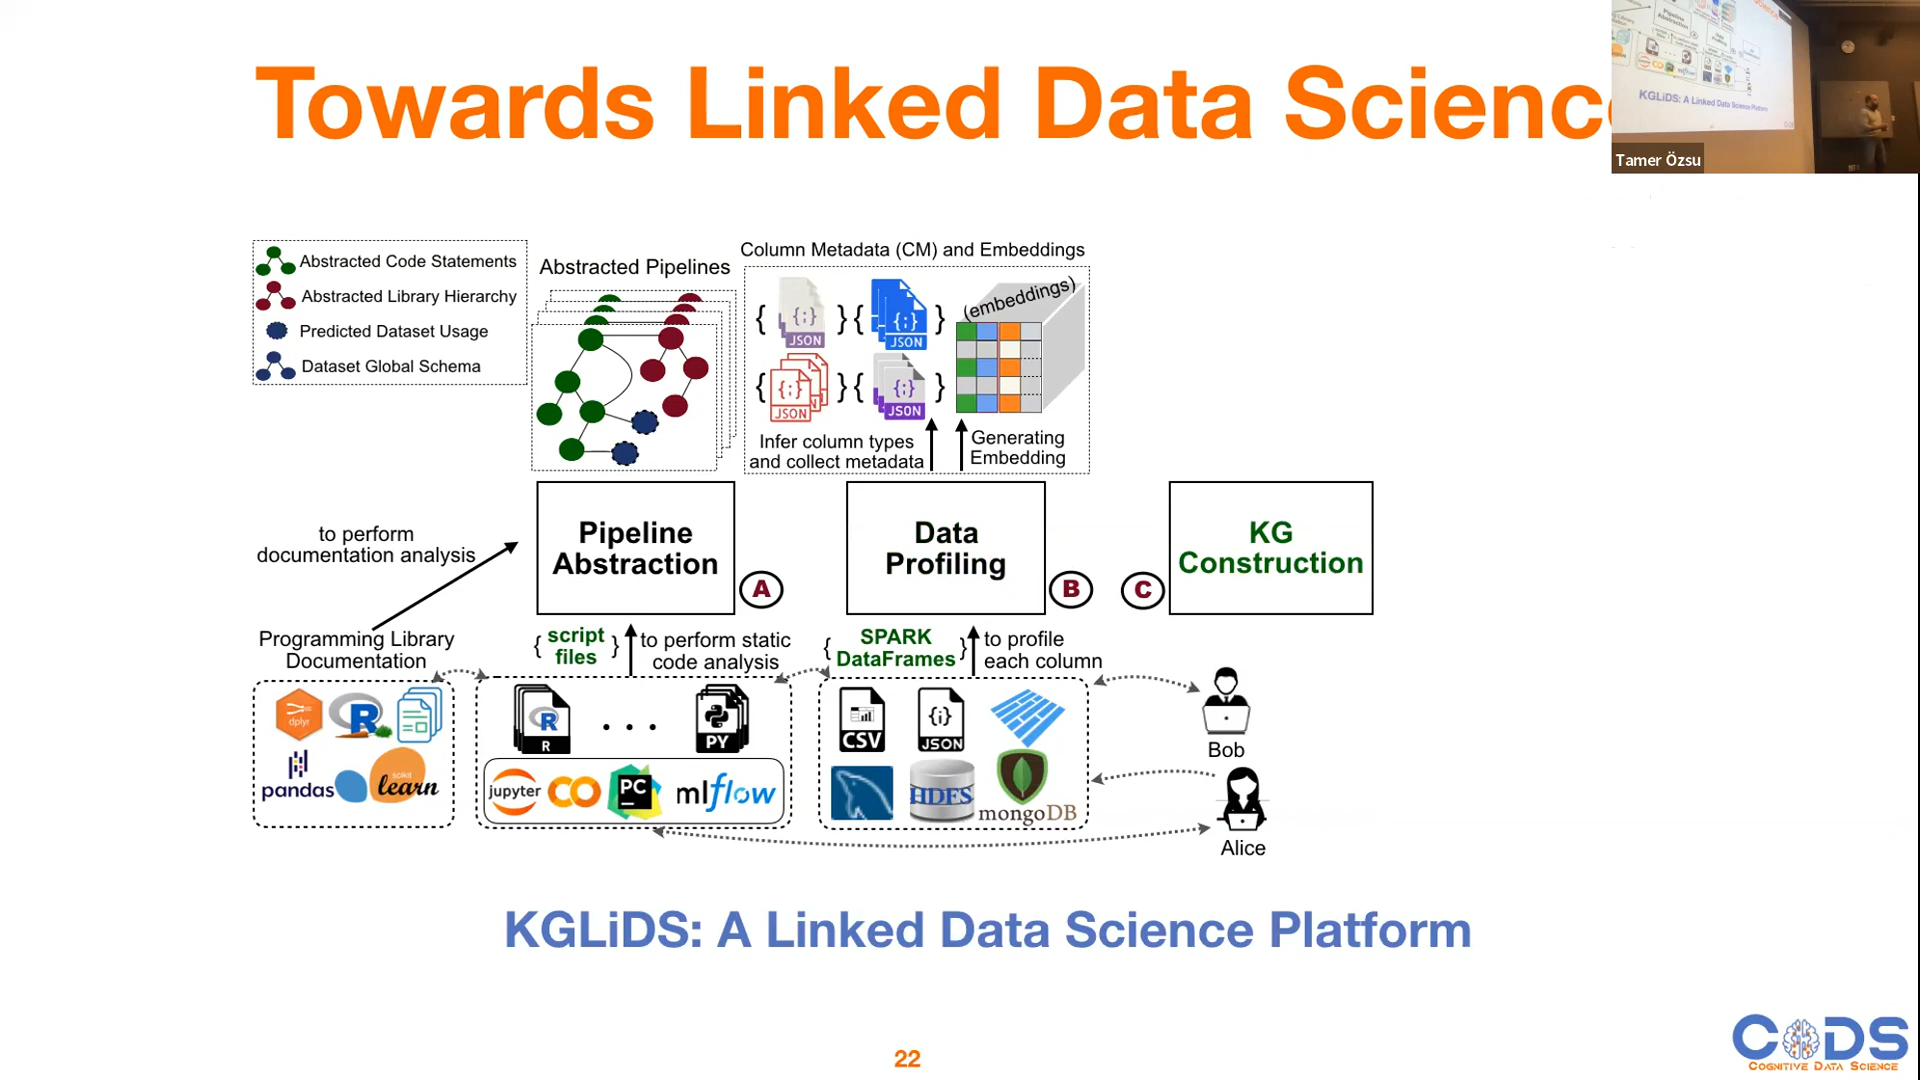 Towards Linked Data Scienc
Tamer Özsu
KGLiDS: A Linked Data Science Platform
Abstracted Code Statements
Abstracted Library Hierarchy
Predicted Dataset Usage
Dataset Global Schema
Abstracted Pipelines
Column Metadata (CM) and Embeddings
{ {;} JSON } { {;} JSON }
{ {;} JSON } { {;} JSON }
(embeddings)
Infer column types
and collect metadata
Generating
Embedding
to perform
documentation analysis
Pipeline
Abstraction
A
Data
Profiling
B
C
KG
Construction
Programming Library
Documentation
{ script
files }
to perform static
code analysis
{ SPARK
DataFrames }
to profile
each column
dplyr
R
pandas
scikit
learn
R
R
. . .
PY
jupyter
CO
PC
mlflow
CSV
{i}
JSON
HDFS
mongoDB
Bob
Alice
KGLiDS: A Linked Data Science Platform
22
CODS
COGNITIVE DATA SCIENCE